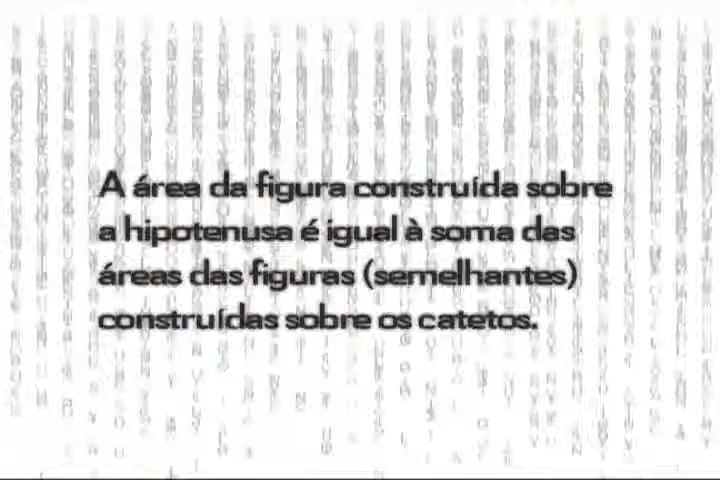 A área da figura construída sobre
a hipotenusa é igual à soma das
áreas das figuras (semelhantes)
construídas sobre os catetos.